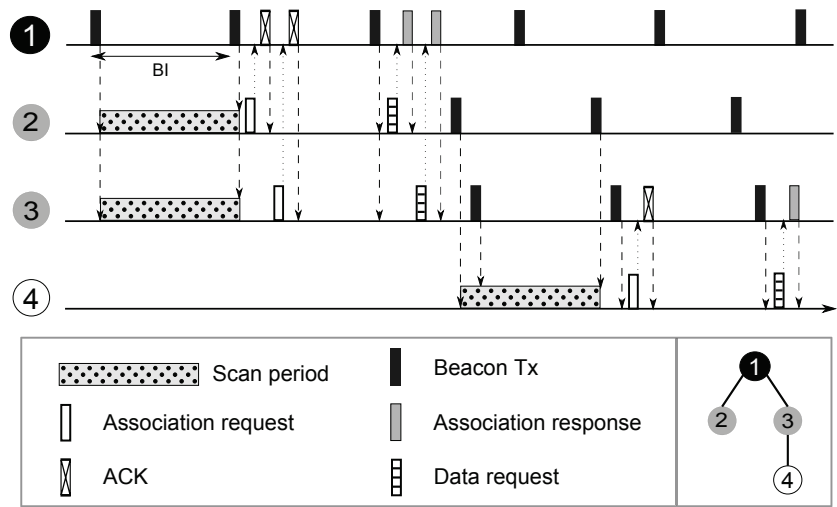 1
BI
2
3
4
Scan period
Beacon Tx
Association request
Association response
ACK
Data request
1
2
3
4